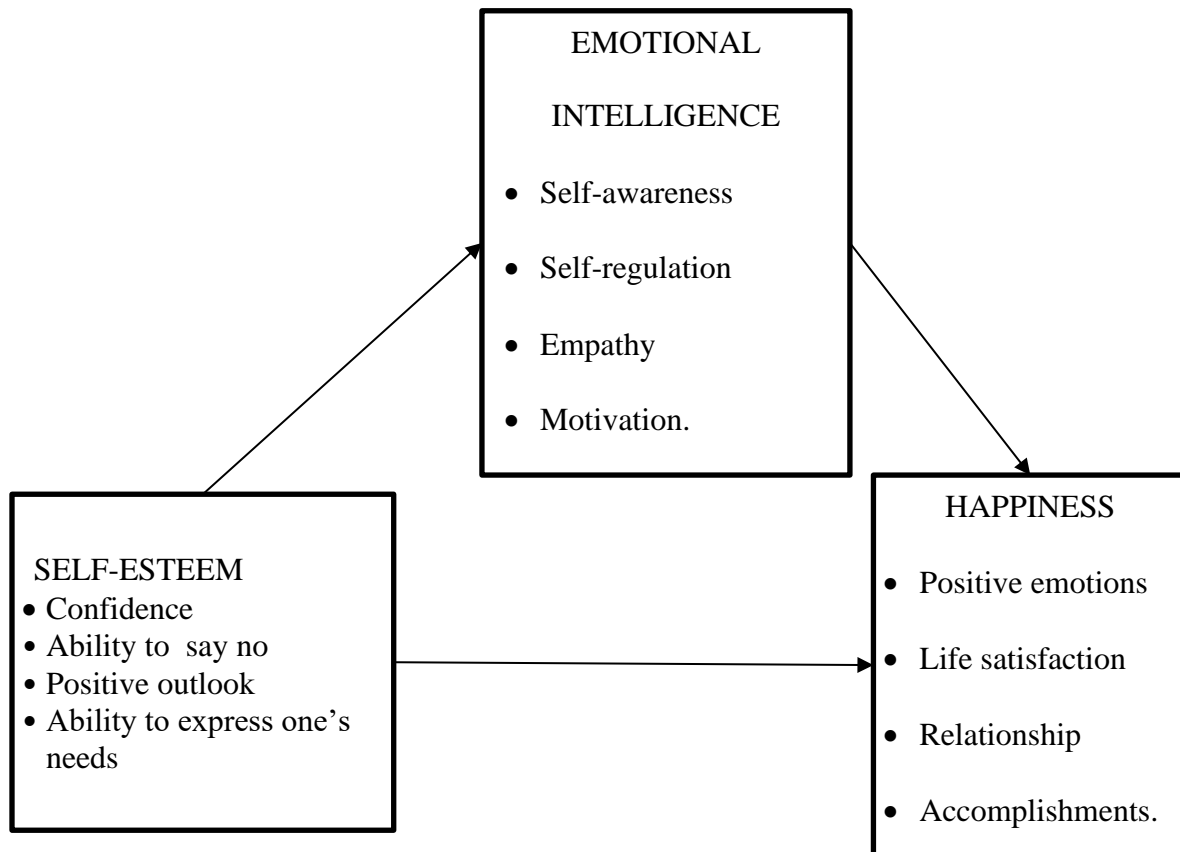 EMOTIONAL
INTELLIGENCE
• Self-awareness
• Self-regulation
• Empathy
• Motivation.
SELF-ESTEEM
• Confidence
• Ability to  say no
• Positive outlook
• Ability to express one’s
needs
HAPPINESS
• Positive emotions
• Life satisfaction
• Relationship
• Accomplishments.